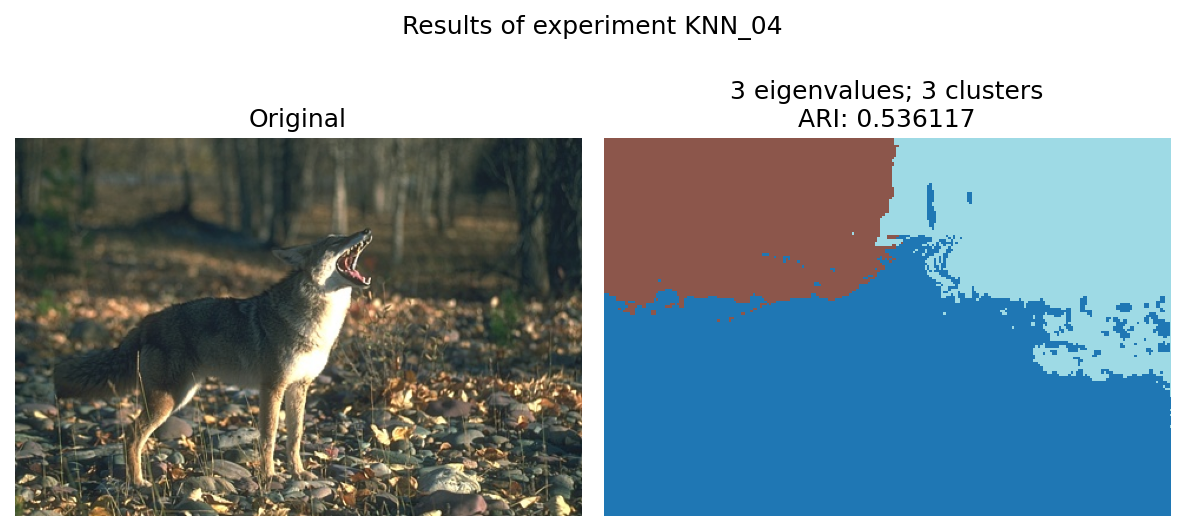 Results of experiment KNN_04
Original
3 eigenvalues; 3 clusters
ARI: 0.536117